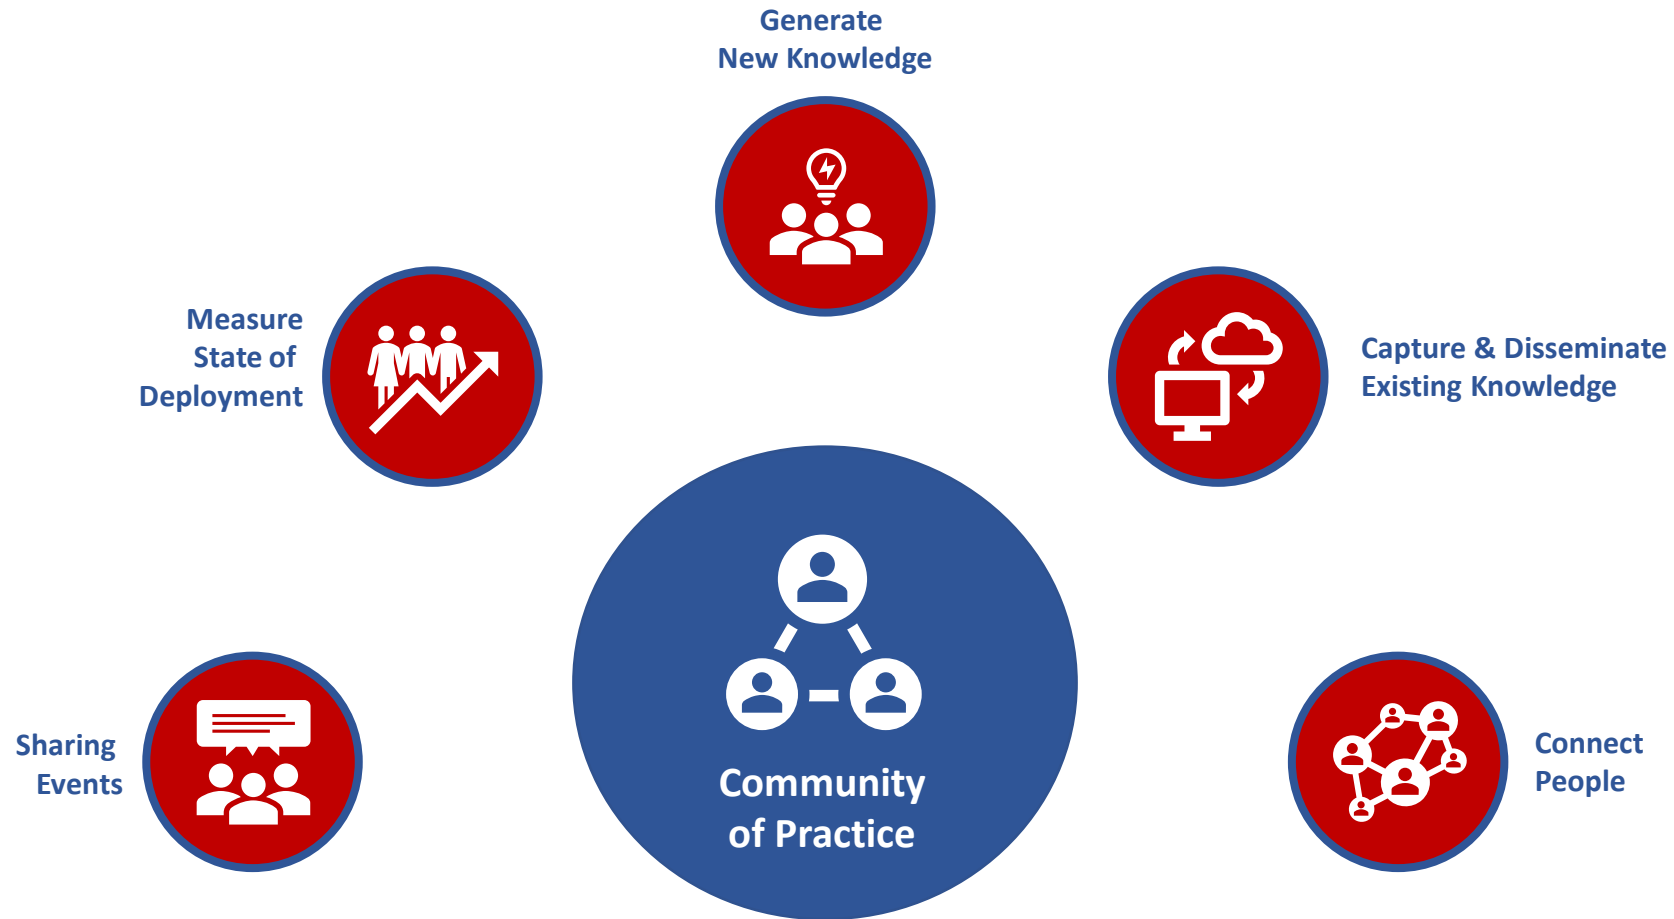 Generate
New Knowledge
Measure
State of
Deployment
Capture & Disseminate
Existing Knowledge
Sharing
Events
Community
of Practice
Connect
People